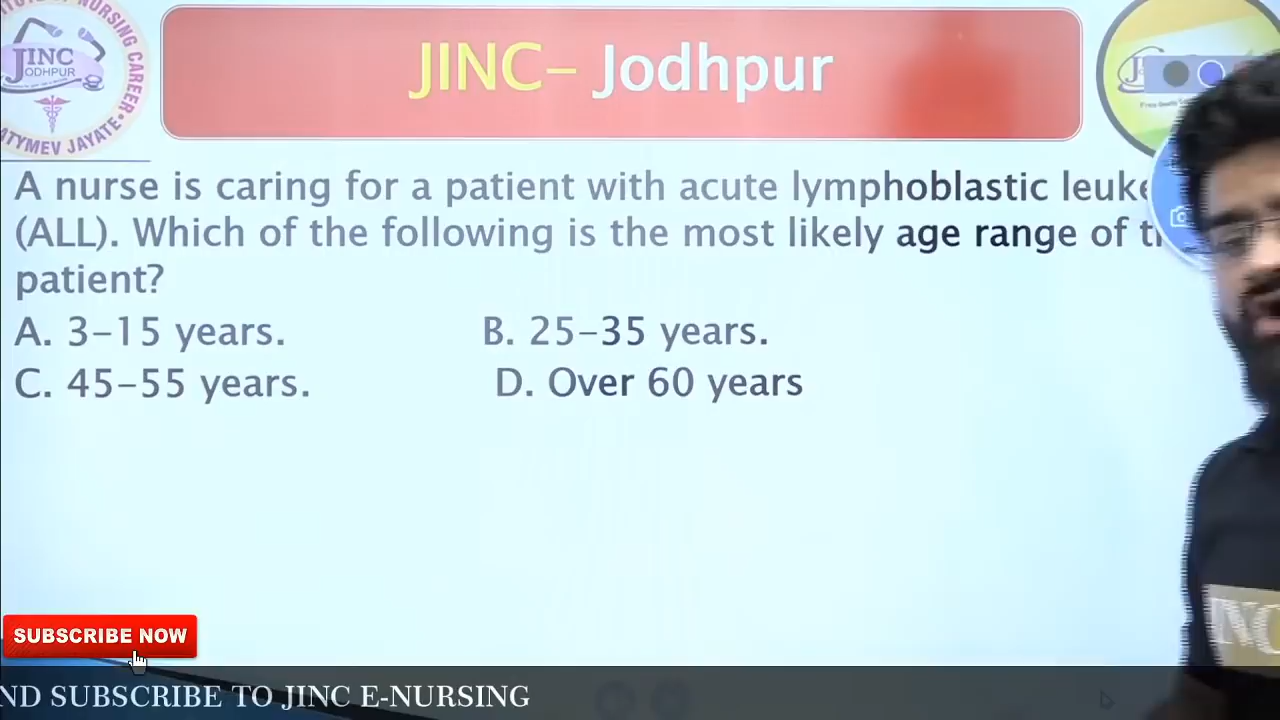 JINC
JODHPUR
NURSING CAREER
ATYMEV JAYATE
JINC- Jodhpur
A nurse is caring for a patient with acute lymphoblastic leuke
(ALL). Which of the following is the most likely age range of t
patient?
A. 3-15 years. B. 25-35 years.
C. 45-55 years. D. Over 60 years
SUBSCRIBE NOW
ND SUBSCRIBE TO JINC E-NURSING